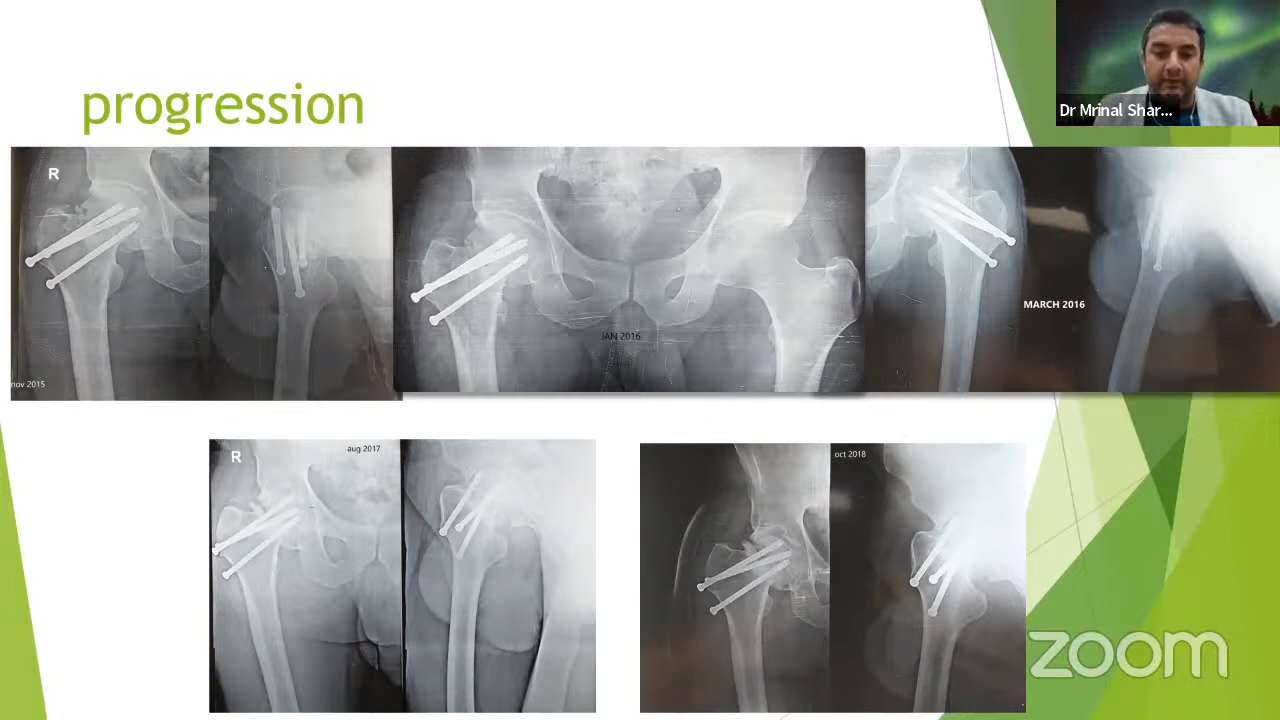 progression
Dr Mrinal Shar...
R
nov 2015
JAN 2016
MARCH 2016
R
aug 2017
oct 2018
zoom